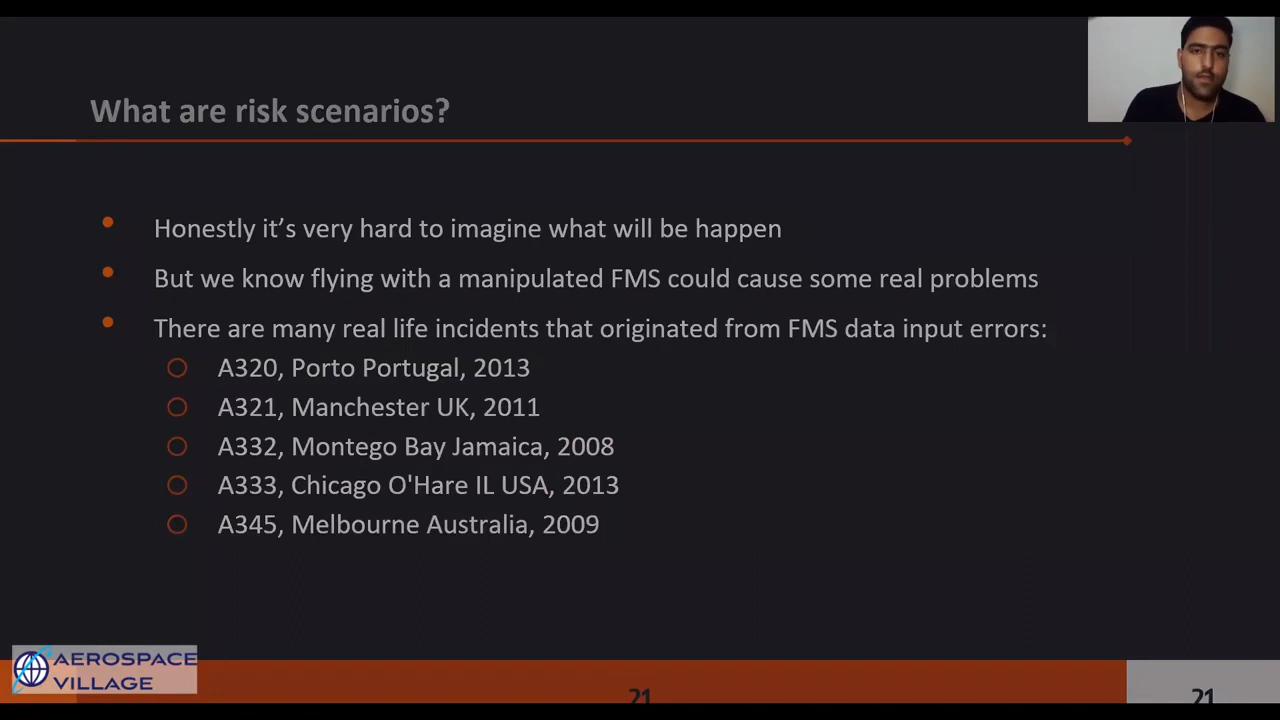 What are risk scenarios?
Honestly it's very hard to imagine what will be happen
But we know flying with a manipulated FMS could cause some real problems
There are many real life incidents that originated from FMS data input errors:
A320, Porto Portugal, 2013
A321, Manchester UK, 2011
A332, Montego Bay Jamaica, 2008
A333, Chicago O'Hare IL USA, 2013
A345, Melbourne Australia, 2009
AEROSPACE
VILLAGE
21
21